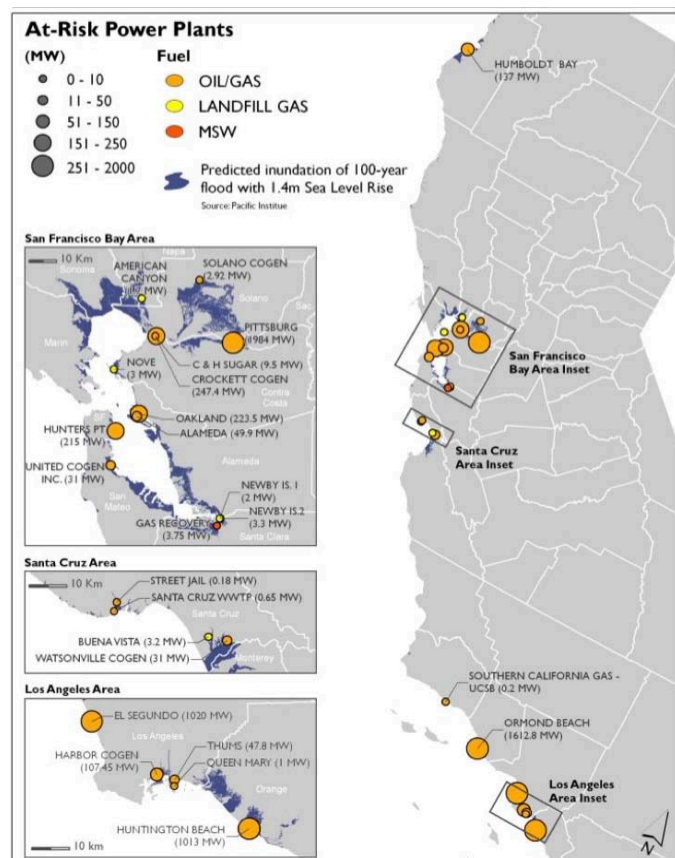 At-Risk Power Plants
(MW)
0 - 10
11 - 50
51 - 150
151 - 250
251 - 2000
Fuel
OIL/GAS
LANDFILL GAS
MSW
Predicted inundation of 100-year
flood with 1.4m Sea Level Rise
Source: Pacific Institue
HUMBOLDT BAY
(137 MW)
San Francisco
Bay Area Inset
Santa Cruz
Area Inset
SOUTHERN CALIFORNIA GAS -
UCSB (0.2 MW)
ORMOND BEACH
(1612.8 MW)
Los Angeles
Area Inset
N
San Francisco Bay Area
10 Km
Napa
Sonoma
AMERICAN
CANYON
MW)
SOLANO COGEN
(2.92 MW)
Solano
Sac
Marin
PITTSBURG
(1984 MW)
NOVE
(3 MW)
C & H SUGAR (9.5 MW)
CROCKETT COGEN
(247.4 MW)
Contra
Costa
OAKLAND (223.5 MW)
ALAMEDA (49.9 MW)
HUNTERS PT
(215 MW)
UNITED COGEN
INC. (31 MW)
Alameda
San
Mateo
NEWBY IS. 1
(2 MW)
NEWBY IS.2
(3.3 MW)
GAS RECOVERY
(3.75 MW)
Santa Clara
Santa Cruz Area
10 Km
STREET JAIL (0.18 MW)
SANTA CRUZ WWTP (0.65 MW)
Santa Cruz
BUENA VISTA (3.2 MW)
WATSONVILLE COGEN (31 MW)
Monterey
Los Angeles Area
EL SEGUNDO (1020 MW)
Los Angeles
THUMS (47.8 MW)
QUEEN MARY (1 MW)
HARBOR COGEN
(107.45 MW)
Orange
HUNTINGTON BEACH
(1013 MW)
10 km